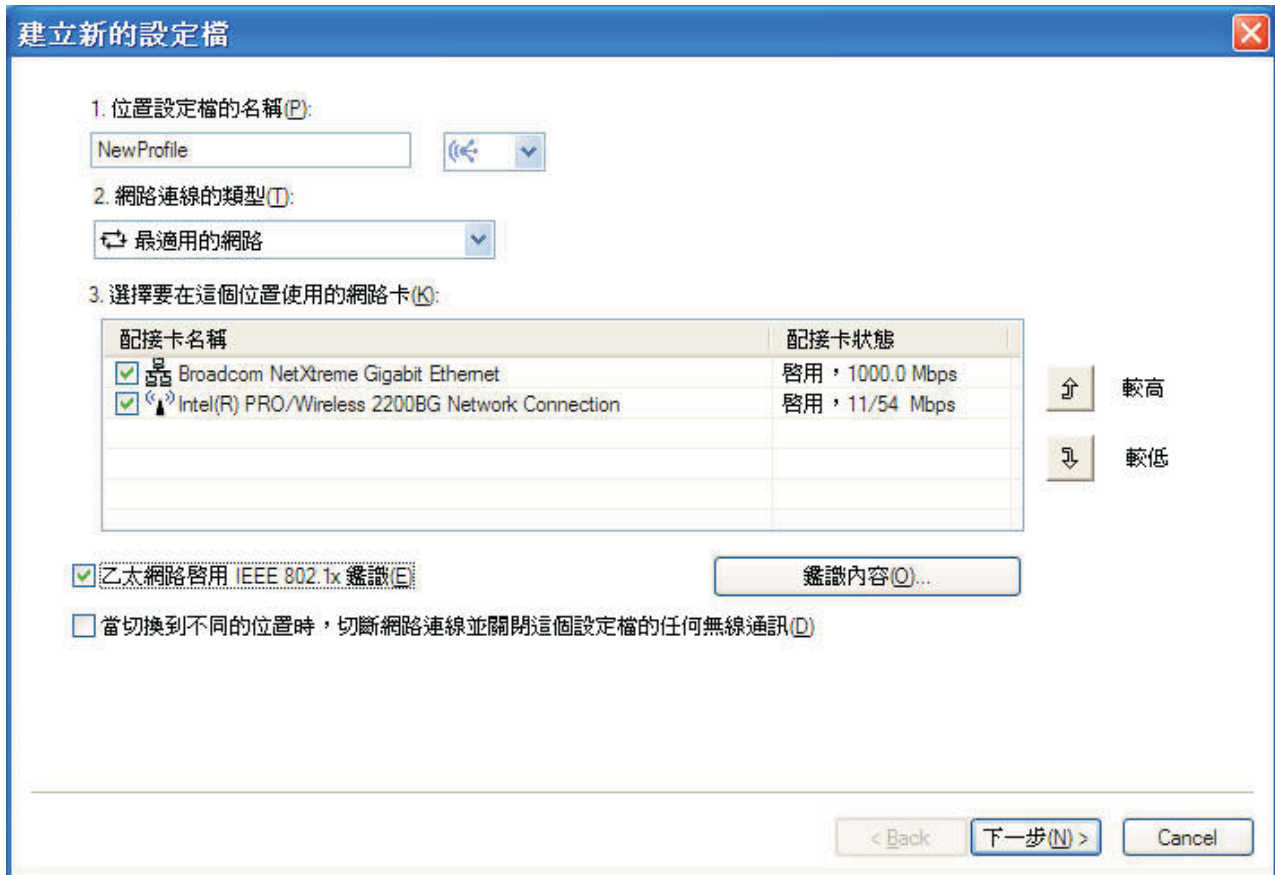 建立新的設定檔
1. 位置設定檔的名稱(P):
NewProfile
2. 網路連線的類型(T):
最適用的網路
3. 選擇要在這個位置使用的網路卡(K):
配接卡名稱 配接卡狀態
Broadcom NetXtreme Gigabit Ethernet 啓用，1000.0 Mbps
Intel(R) PRO/Wireless 2200BG Network Connection 啓用，11/54 Mbps
較高
較低
乙太網路啓用 IEEE 802.1x 鑑識(E) 鑑識內容(O)...
當切換到不同的位置時，切斷網路連線並關閉這個設定檔的任何無線通訊(D)
< Back 下一步(N) > Cancel